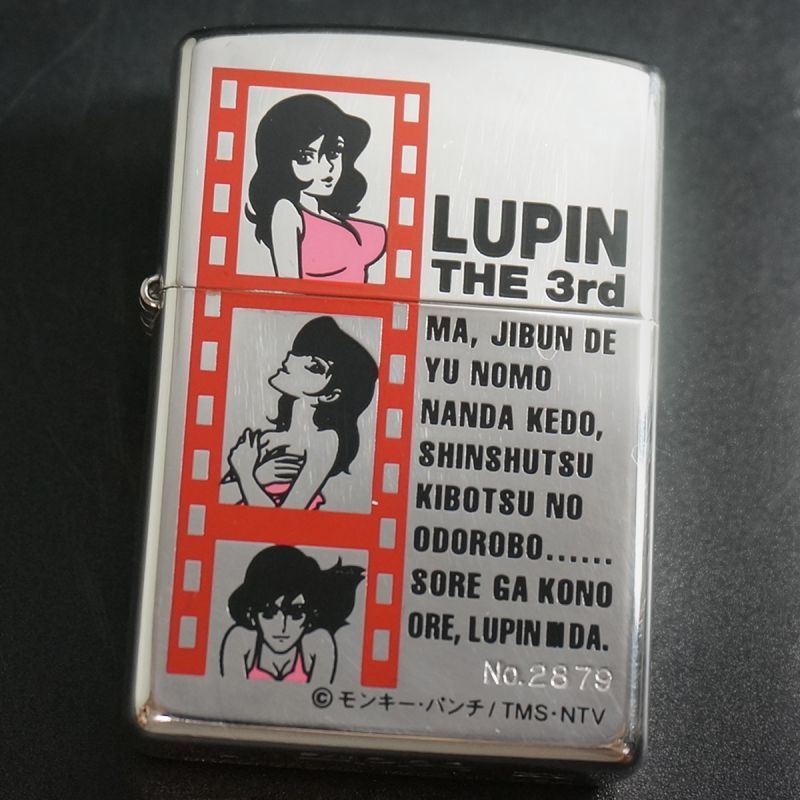 LUPIN
THE 3rd
MA, JIBUN DE
YU NOMO
NANDA KEDO,
SHINSHUTSU
KIBOTSU NO
ODOROBO......
SORE GA KONO
ORE, LUPIN■DA.
No.2879
©モンキー・パンチ/TMS・NTV